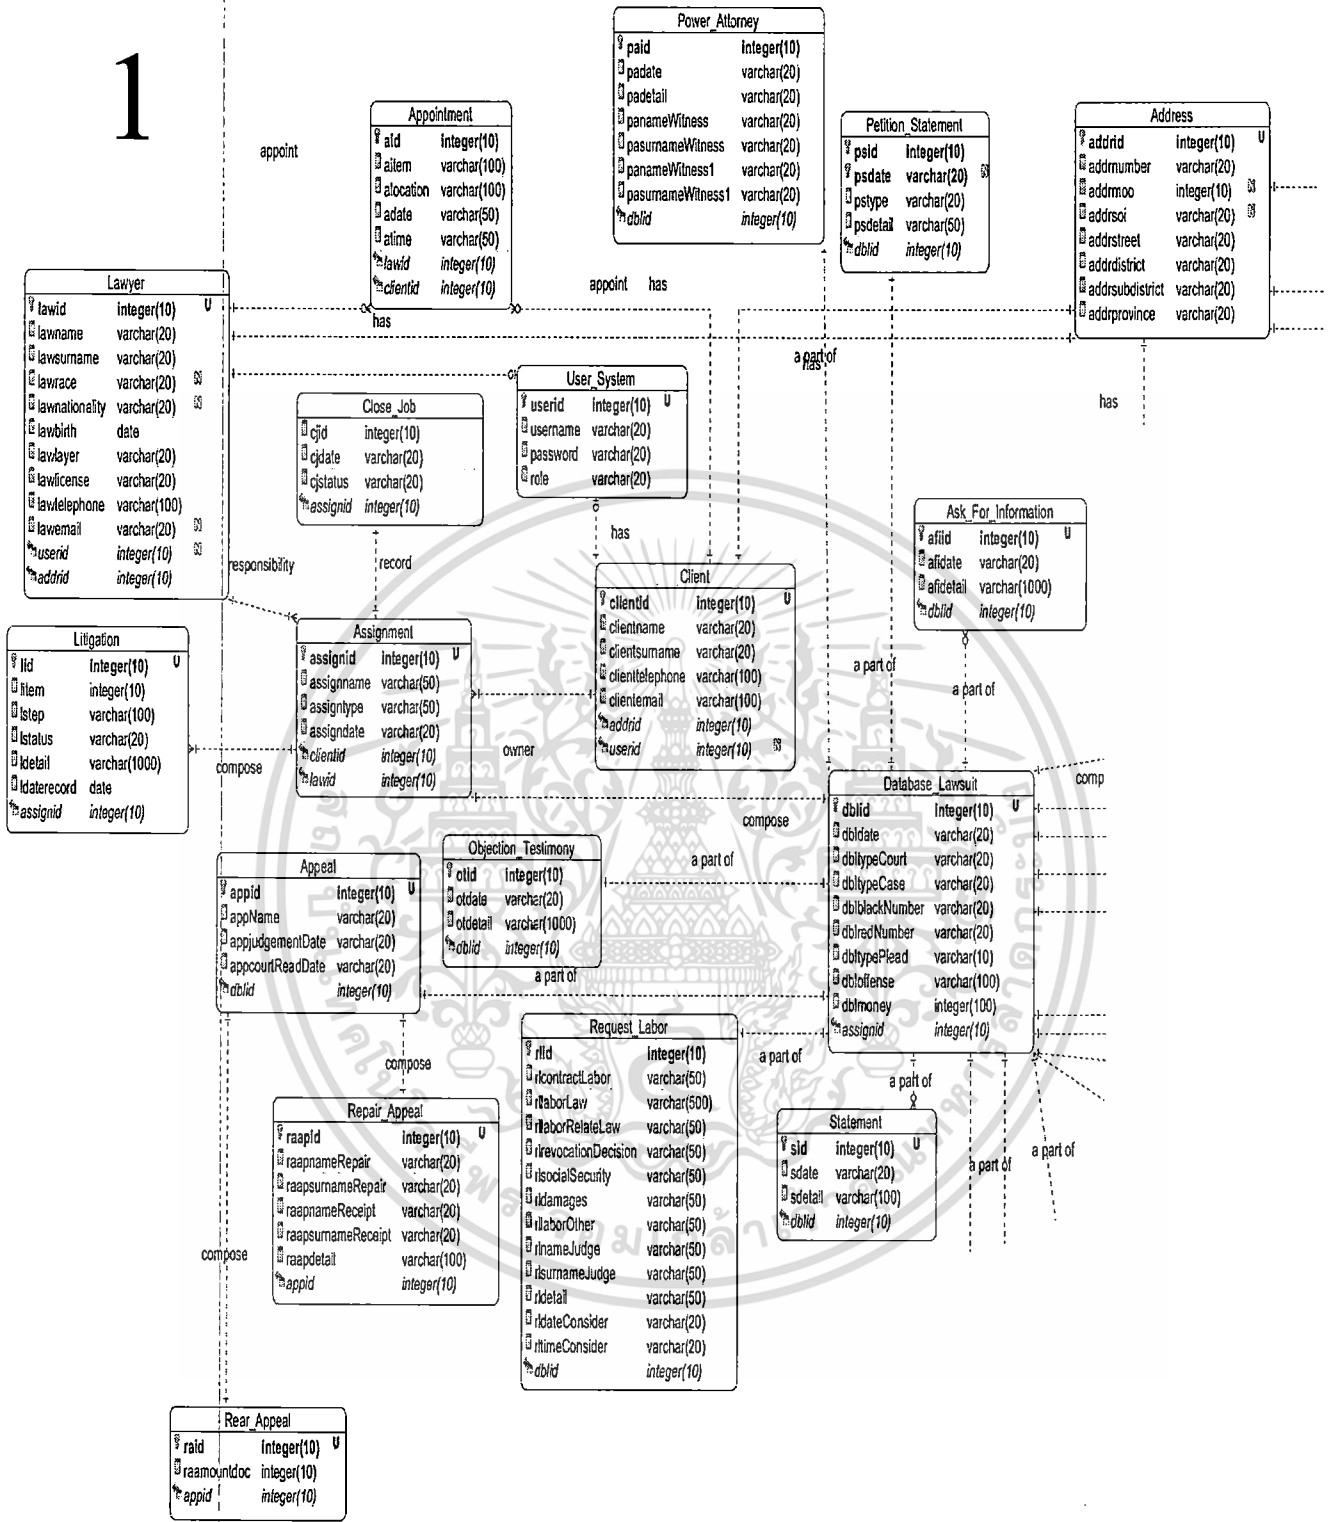 1
Power_Attorney
paid integer(10)
padate varchar(20)
padetail varchar(20)
panameWitness varchar(20)
pasurnameWitness varchar(20)
panameWitness1 varchar(20)
pasurnameWitness1 varchar(20)
dblid integer(10)
Appointment
aid integer(10)
aitem varchar(100)
alocation varchar(100)
adate varchar(50)
atime varchar(50)
lawid integer(10)
clientid integer(10)
appoint
Petition_Statement
psid integer(10)
psdate varchar(20)
pstype varchar(20)
psdetail varchar(50)
dblid integer(10)
Address
addrid integer(10) U
addrnumber varchar(20)
addrmoo integer(10)
addrsoi varchar(20)
addrstreet varchar(20)
addrdistrict varchar(20)
addrsubdistrict varchar(20)
addrprovince varchar(20)
Lawyer
lawid integer(10) U
lawname varchar(20)
lawsurname varchar(20)
lawrace varchar(20)
lawnationality varchar(20)
lawbirth date
lawlayer varchar(20)
lawlicense varchar(20)
lawtelephone varchar(100)
lawemail varchar(20)
userid integer(10)
addrid integer(10)
appoint has
has
a part of
has
has
User_System
userid integer(10) U
username varchar(20)
password varchar(20)
role varchar(20)
Close_Job
cjid integer(10)
cjdate varchar(20)
cjstatus varchar(20)
assignid integer(10)
Ask_For_Information
afiid integer(10) U
afidate varchar(20)
afidetail varchar(1000)
dblid integer(10)
has
responsibility
record
Client
clientid integer(10) U
clientname varchar(20)
clientsurname varchar(20)
clienttelephone varchar(100)
clientemail varchar(100)
addrid integer(10)
userid integer(10)
Litigation
lid integer(10) U
litem integer(10)
lstep varchar(100)
lstatus varchar(20)
ldetail varchar(1000)
ldaterecord date
assignid integer(10)
Assignment
assignid integer(10) U
assignname varchar(50)
assigntype varchar(50)
assigndate varchar(20)
clientid integer(10)
lawid integer(10)
a part of
a part of
owner
compose
comp
compose
Database_Lawsuit
dblid integer(10) U
dbldate varchar(20)
dbltypeCourt varchar(20)
dbltypeCase varchar(20)
dblblackNumber varchar(20)
dblredNumber varchar(20)
dbltypePlead varchar(10)
dbloffense varchar(100)
dblmoney integer(100)
assignid integer(10)
Objection_Testimony
otid integer(10)
otdate varchar(20)
otdetail varchar(1000)
dblid integer(10)
a part of
Appeal
appid integer(10) U
appName varchar(20)
appjudgementDate varchar(20)
appcourtReadDate varchar(20)
dblid integer(10)
a part of
Request_Labor
rlid integer(10)
rlcontractLabor varchar(50)
rllaborLaw varchar(500)
rllaborRelateLaw varchar(50)
rlrevocationDecision varchar(50)
rlsocialSecurity varchar(50)
rldamages varchar(50)
rllaborOther varchar(50)
rlnameJudge varchar(50)
rlsurnameJudge varchar(50)
rldetail varchar(50)
rldateConsider varchar(20)
rltimeConsider varchar(20)
dblid integer(10)
a part of
compose
a part of
Repair_Appeal
raapid integer(10) U
raapnameRepair varchar(20)
raapsurnameRepair varchar(20)
raapnameReceipt varchar(20)
raapsurnameReceipt varchar(20)
raapdetail varchar(100)
appid integer(10)
Statement
sid integer(10) U
sdate varchar(20)
sdetail varchar(100)
dblid integer(10)
a part of
a part of
compose
Rear_Appeal
raid integer(10) U
raamountdoc integer(10)
appid integer(10)